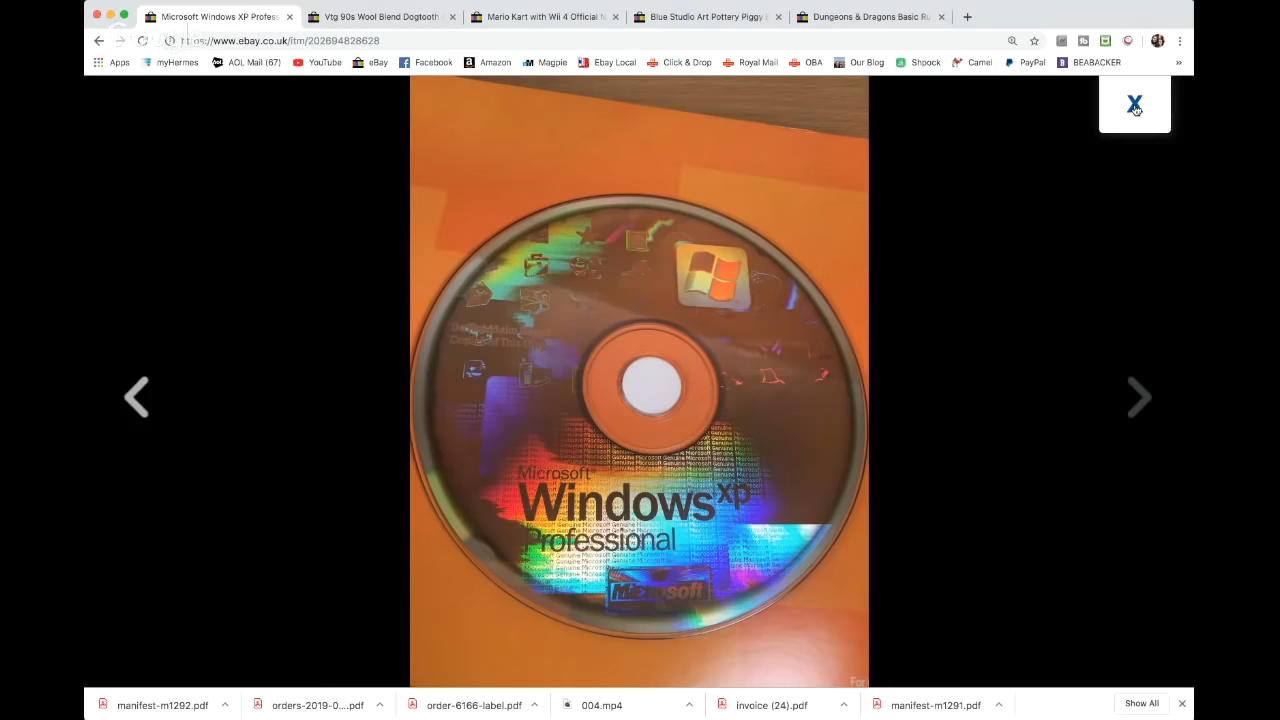 Microsoft Windows XP Profess
Vtg 90s Wool Blend Dogtooth
Mario Kart with Wii 4 Official
Blue Studio Art Pottery Piggy
Dungeons & Dragons Basic Ru
https://www.ebay.co.uk/itm/202694828628
Apps
myHermes
AOL Mail (67)
YouTube
eBay
Facebook
Amazon
Magpie
Ebay Local
Click & Drop
Royal Mail
OBA
Our Blog
Shpock
Camel
PayPal
BEABACKER
»
X
Microsoft
Windows xp
Professional
Microsoft
manifest-m1292.pdf
orders-2019-0....pdf
order-6166-label.pdf
004.mp4
invoice (24).pdf
manifest-m1291.pdf
Show All